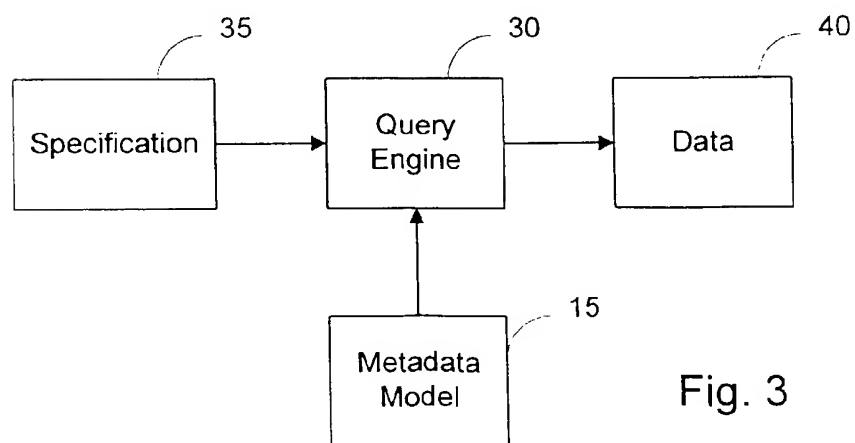 35
30
40
Specification
Query
Engine
Data
15
Metadata
Model
Fig. 3